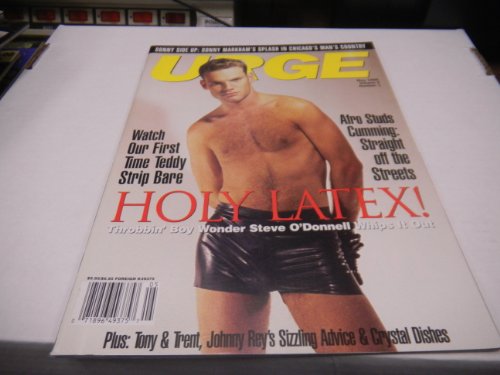 SONNY SIDE UP: SONNY MARKHAM'S SPLASH IN CHICAGO'S MAN'S COUNTRY
URGE
Watch
Our First
Time Teddy
Strip Bare
Afro Studs
Cumming:
Straight
off the
Streets
HOLY LATEX!
Throbbin' Boy Wonder Steve O'Donnell Whips It Out
Plus: Tony & Trent, Johnny Rey's Sizzling Advice & Crystal Dishes